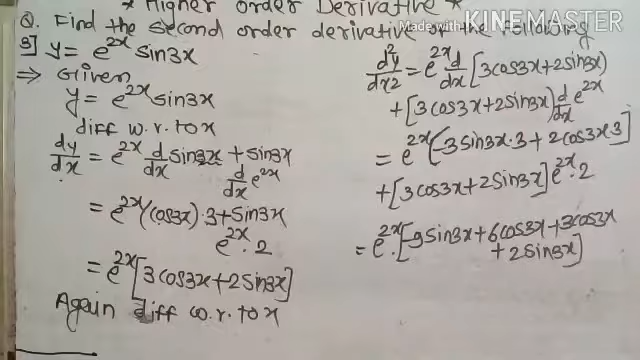 * Higher order Derivative *
Q. Find the second order derivative of the following
Made with KINEMASTER
3] y = e^2x sin3x
⇒ Given
y = e^2x sin3x
diff w.r.to x
dy/dx = e^2x d/dx sin3x + sin3x
d/dx e^2x
= e^2x (cos3x)·3 + sin3x
e^2x·2
= e^2x [3cos3x+2sin3x]
Again diff w.r.to x
d²y/dx2 = e^2x d/dx [3cos3x+2sin3x)
+ [3cos3x+2sin3x) d/dx e^2x
= e^2x [-3sin3x·3 + 2cos3x·3]
+ [3cos3x+2sin3x] e^2x·2
= e^2x·[9sin3x+6cos3x+3cos3x
+ 2sin3x]